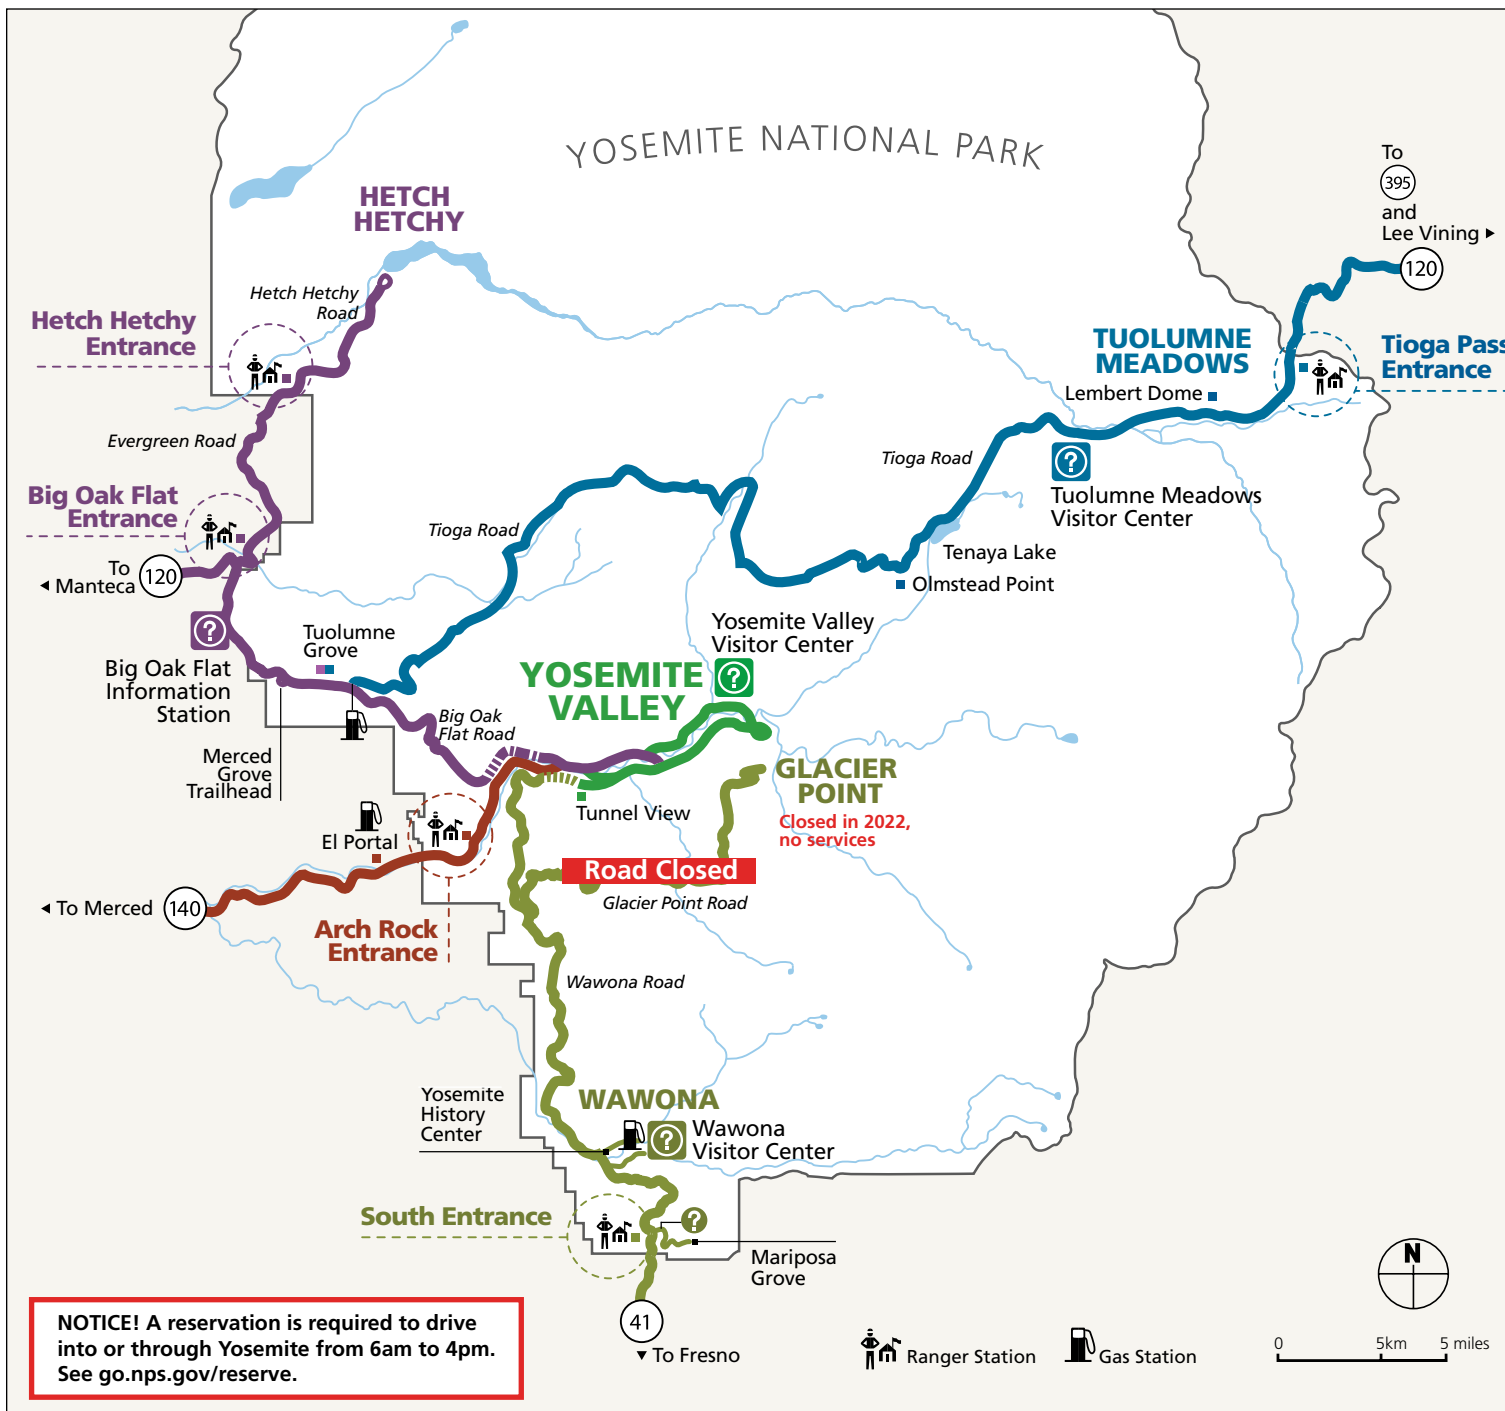 YOSEMITE NATIONAL PARK
To
395
and
Lee Vining ▸
120
HETCH
HETCHY
Hetch Hetchy
Road
Hetch Hetchy
Entrance
TUOLUMNE
MEADOWS
Lembert Dome
Tioga Pass
Entrance
Evergreen Road
Tioga Road
Big Oak Flat
Entrance
?
Tuolumne Meadows
Visitor Center
Tioga Road
Tenaya Lake
Olmstead Point
To
◂ Manteca
120
?
Big Oak Flat
Information
Station
Tuolumne
Grove
Yosemite Valley
Visitor Center
?
YOSEMITE
VALLEY
Big Oak
Flat Road
Merced
Grove
Trailhead
GLACIER
POINT
Closed in 2022,
no services
Tunnel View
El Portal
Road Closed
Glacier Point Road
◂ To Merced
140
Arch Rock
Entrance
Wawona Road
Yosemite
History
Center
WAWONA
?
Wawona
Visitor Center
South Entrance
?
Mariposa
Grove
41
▾ To Fresno
NOTICE! A reservation is required to drive
into or through Yosemite from 6am to 4pm.
See go.nps.gov/reserve.
Ranger Station
Gas Station
N
0 5km 5 miles